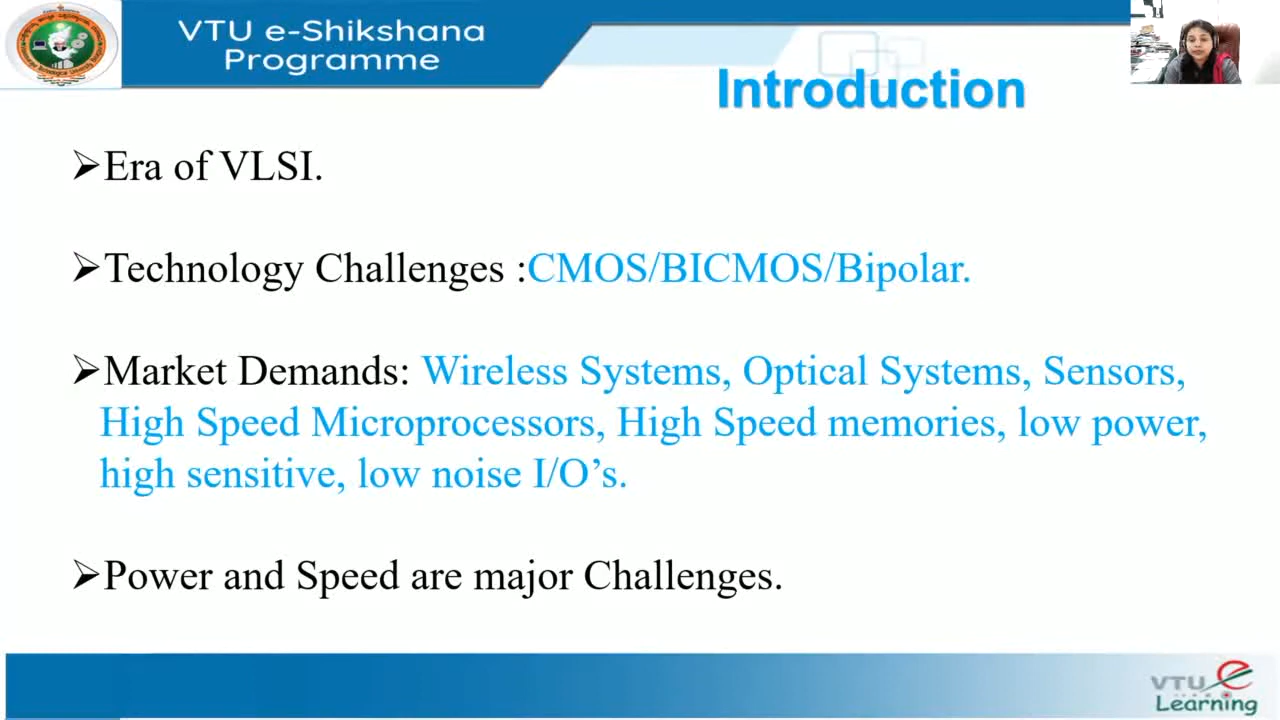 VTU e-Shikshana
Programme
Introduction
➢Era of VLSI.
➢Technology Challenges :CMOS/BICMOS/Bipolar.
➢Market Demands: Wireless Systems, Optical Systems, Sensors,
High Speed Microprocessors, High Speed memories, low power,
high sensitive, low noise I/O’s.
➢Power and Speed are major Challenges.
VTU e
Learning